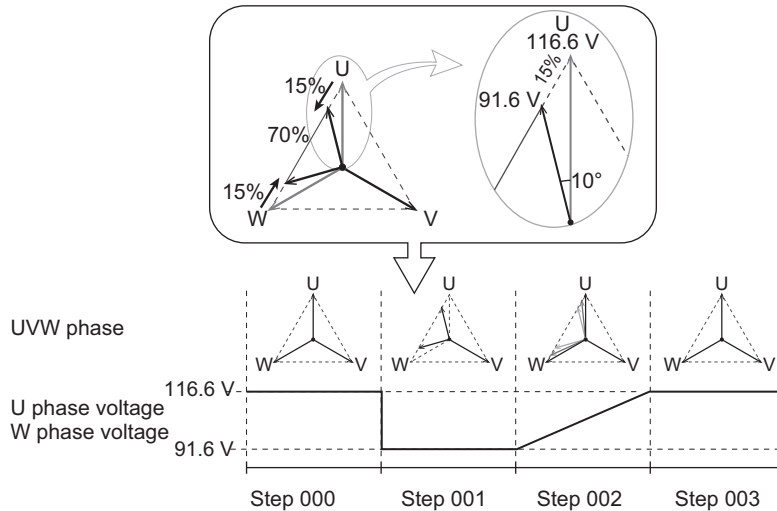 U
15%
70%
15%
W
V
U
116.6 V
15%
91.6 V
10°
UVW phase
U
W
V
U
W
V
U
W
V
U
W
V
116.6 V
U phase voltage
W phase voltage
91.6 V
Step 000
Step 001
Step 002
Step 003